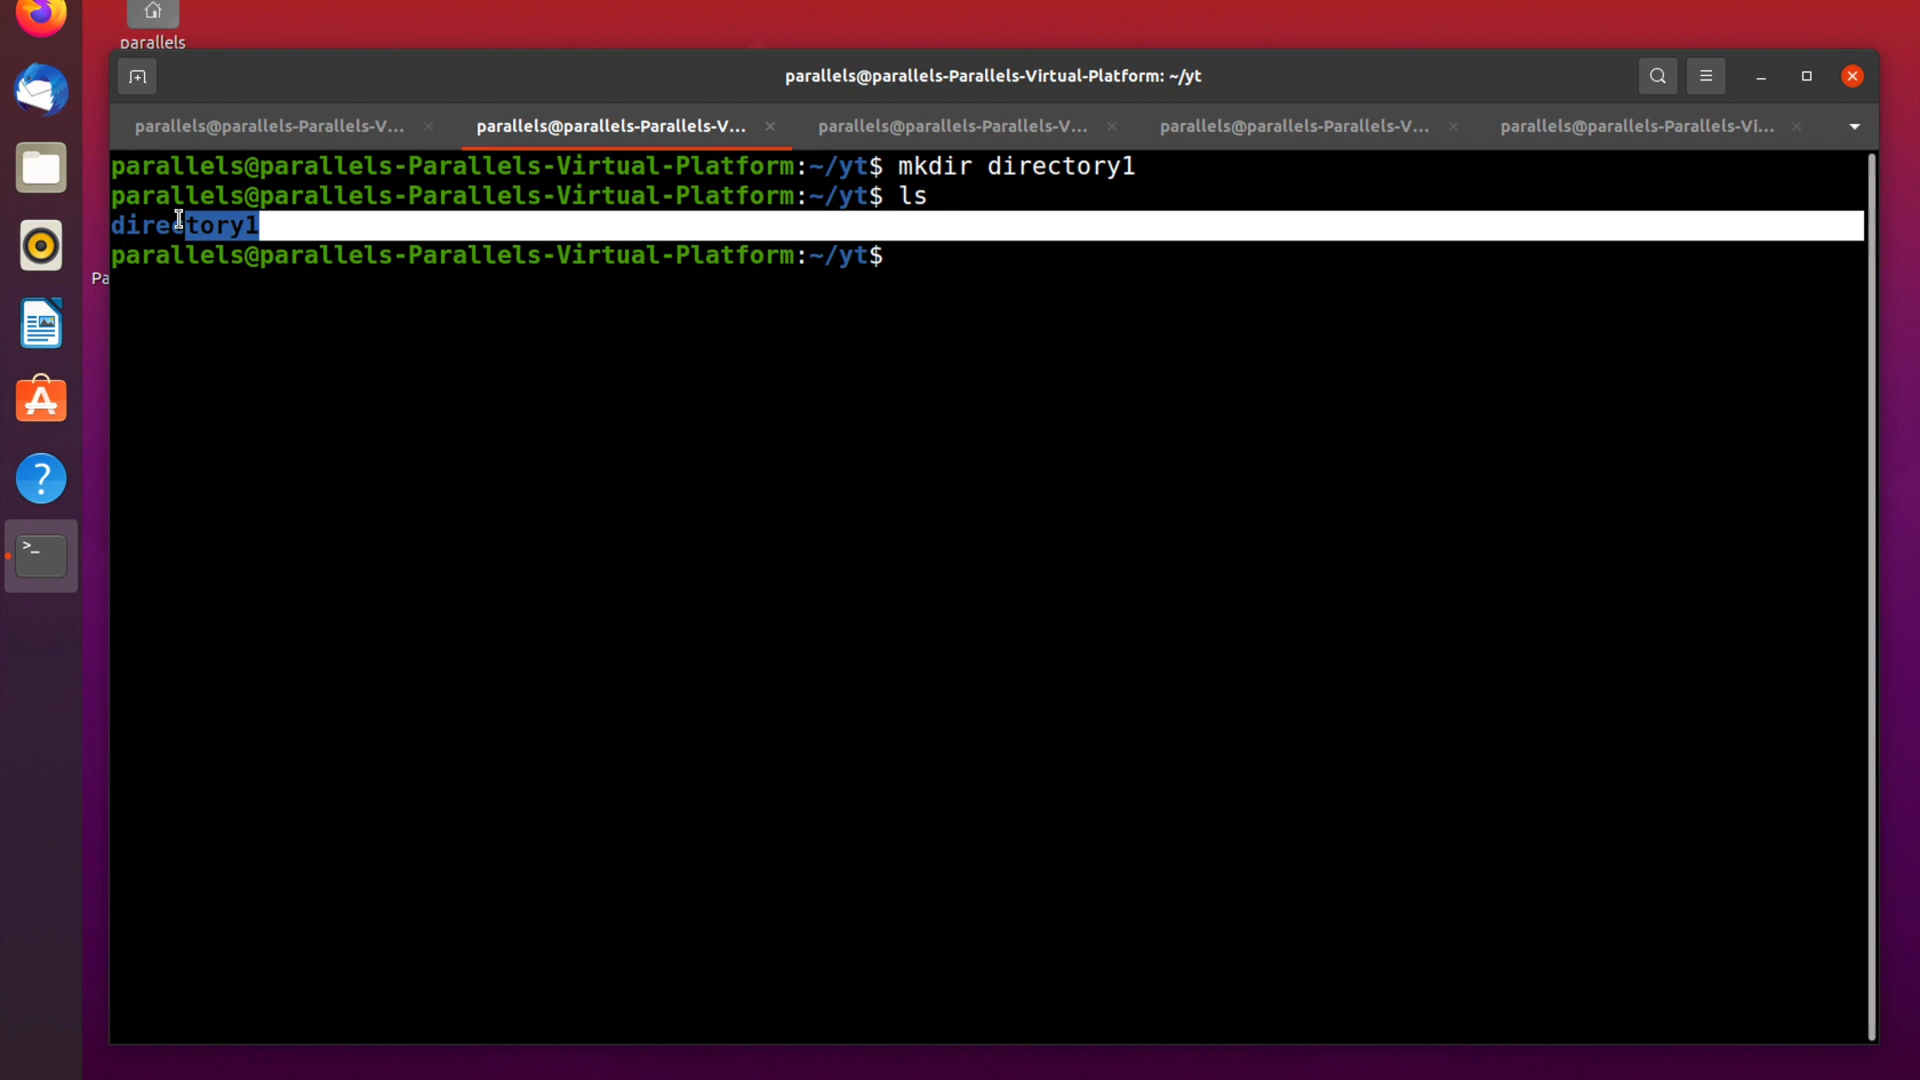 parallels
parallels@parallels-Parallels-Virtual-Platform: ~/yt
parallels@parallels-Parallels-V...
parallels@parallels-Parallels-V...
parallels@parallels-Parallels-V...
parallels@parallels-Parallels-V...
parallels@parallels-Parallels-Vi...
parallels@parallels-Parallels-Virtual-Platform:~/yt$ mkdir directory1
parallels@parallels-Parallels-Virtual-Platform:~/yt$ ls
directory1
parallels@parallels-Parallels-Virtual-Platform:~/yt$
Pa
?
>_